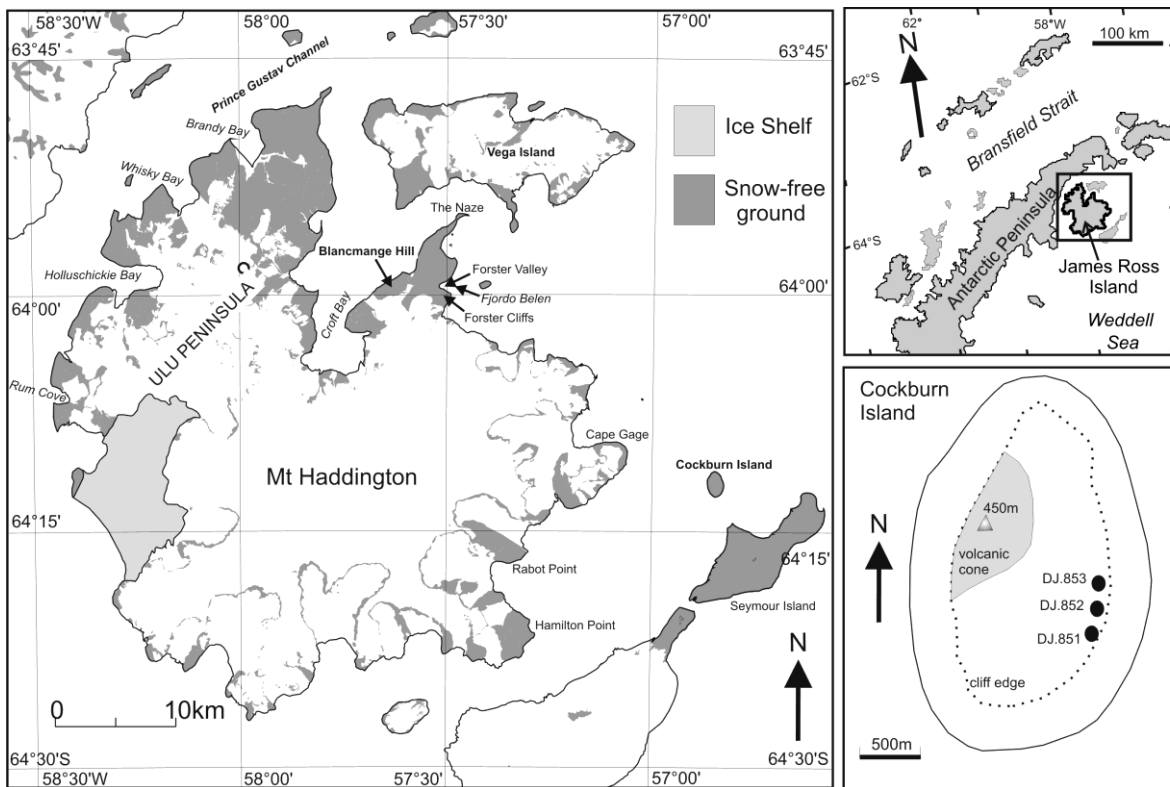 58°30'W
58°00'
57°30'
57°00'
63°45'
63°45'
Prince Gustav Channel
Brandy Bay
Whisky Bay
Vega Island
Ice Shelf
Snow-free
ground
The Naze
Blancmange Hill
Forster Valley
Holluschickie Bay
C
Fjordo Belen
64°00'
64°00'
Croft Bay
Forster Cliffs
ULU PENINSULA
Rum Cove
Cape Gage
Mt Haddington
Cockburn Island
64°15'
64°15'
Rabot Point
Seymour Island
Hamilton Point
N
0
10km
64°30'S
64°30'S
58°30'W
58°00'
57°30'
57°00'
62°
58°W
N
100 km
62°S
Bransfield Strait
Antarctic Peninsula
64°S
James Ross
Island
Weddell
Sea
Cockburn
Island
450m
N
volcanic
cone
DJ.853
DJ.852
DJ.851
cliff edge
500m